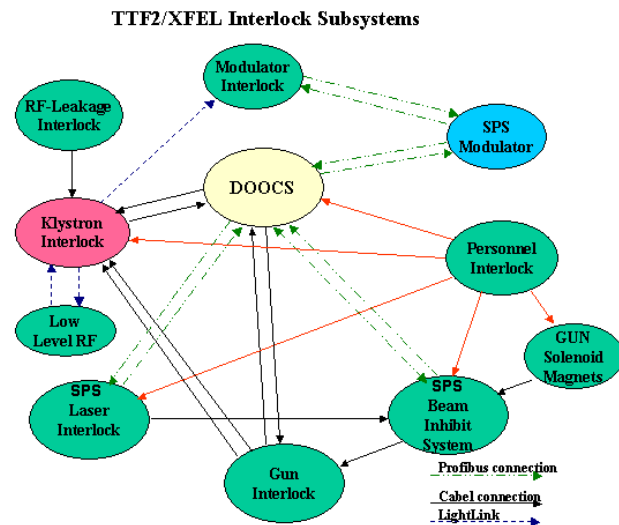 TTF2/XFEL Interlock Subsystems
Modulator
Interlock
RF-Leakage
Interlock
SPS
Modulator
DOOCS
Klystron
Interlock
Personnel
Interlock
Low
Level RF
GUN
Solenoid
Magnets
SPS
Laser
Interlock
SPS
Beam
Inhibit
System
Gun
Interlock
Profibus connection
Cabel connection
LightLink